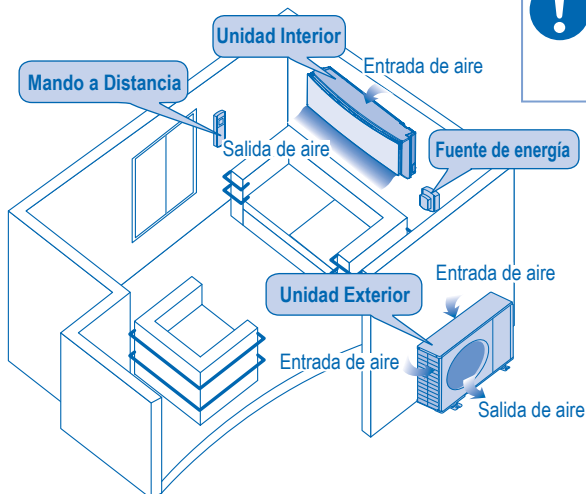 Unidad Interior
Entrada de aire
Mando a Distancia
Salida de aire
Fuente de energía
Entrada de aire
Unidad Exterior
Entrada de aire
Salida de aire